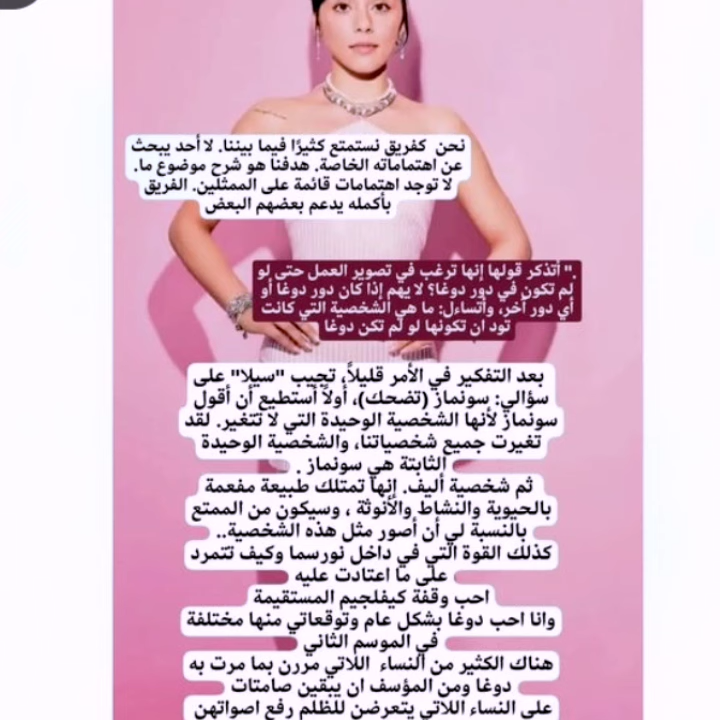 نحن كفريق نستمتع كثيرًا فيما بيننا. لا أحد يبحث
عن اهتماماته الخاصة. هدفنا هو شرح موضوع ما.
لا توجد اهتمامات قائمة على الممثلين. الفريق
بأكمله يدعم بعضهم البعض
." أتذكر قولها إنها ترغب في تصوير العمل حتى لو
لم تكون في دور دوغا؟ لا يهم إذا كان دور دوغا أو
أي دور آخر، وأتساءل: ما هي الشخصية التي كانت
تود ان تكونها لو لم تكن دوغا
بعد التفكير في الأمر قليلاً، تجيب "سيلا" على
سؤالي: سونماز (تضحك)، أولاً أستطيع أن أقول
سونماز لأنها الشخصية الوحيدة التي لا تتغير. لقد
تغيرت جميع شخصياتنا، والشخصية الوحيدة
الثابتة هي سونماز .
ثم شخصية أليف. إنها تمتلك طبيعة مفعمة
بالحيوية والنشاط والأنوثة ، وسيكون من الممتع
بالنسبة لي أن أصور مثل هذه الشخصية..
كذلك القوة التي في داخل نورسما وكيف تتمرد
على ما اعتادت عليه
احب وقفة كيفلجيم المستقيمة
وانا احب دوغا بشكل عام وتوقعاتي منها مختلفة
في الموسم الثاني
هناك الكثير من النساء اللاتي مررن بما مرت به
دوغا ومن المؤسف ان يبقين صامتات
على النساء اللاتي يتعرضن للظلم رفع اصواتهن